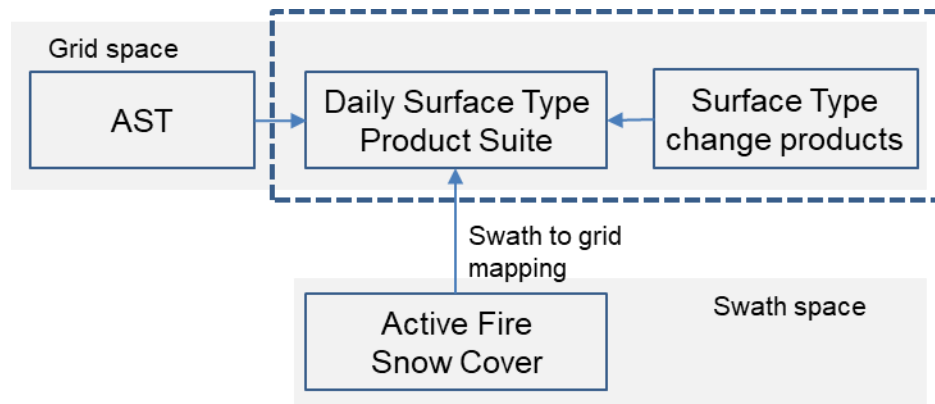 Grid space
AST
Daily Surface Type
Product Suite
Surface Type
change products
Swath to grid
mapping
Swath space
Active Fire
Snow Cover